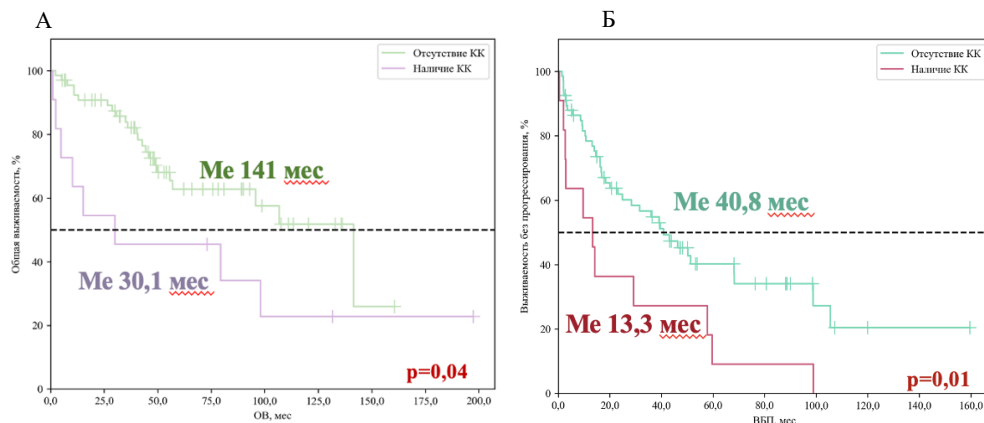 А
Отсутствие КК
Наличие КК
Общая выживаемость, %
100
80
60
40
20
0
Me 141 мес
Me 30,1 мес
p=0,04
0,0 25,0 50,0 75,0 100,0 125,0 150,0 175,0 200,0
ОВ, мес
Б
Отсутствие КК
Наличие КК
Выживаемость без прогрессирования, %
100
80
60
40
20
0
Me 40,8 мес
Me 13,3 мес
p=0,01
0,0 20,0 40,0 60,0 80,0 100,0 120,0 140,0 160,0
ВБП, мес